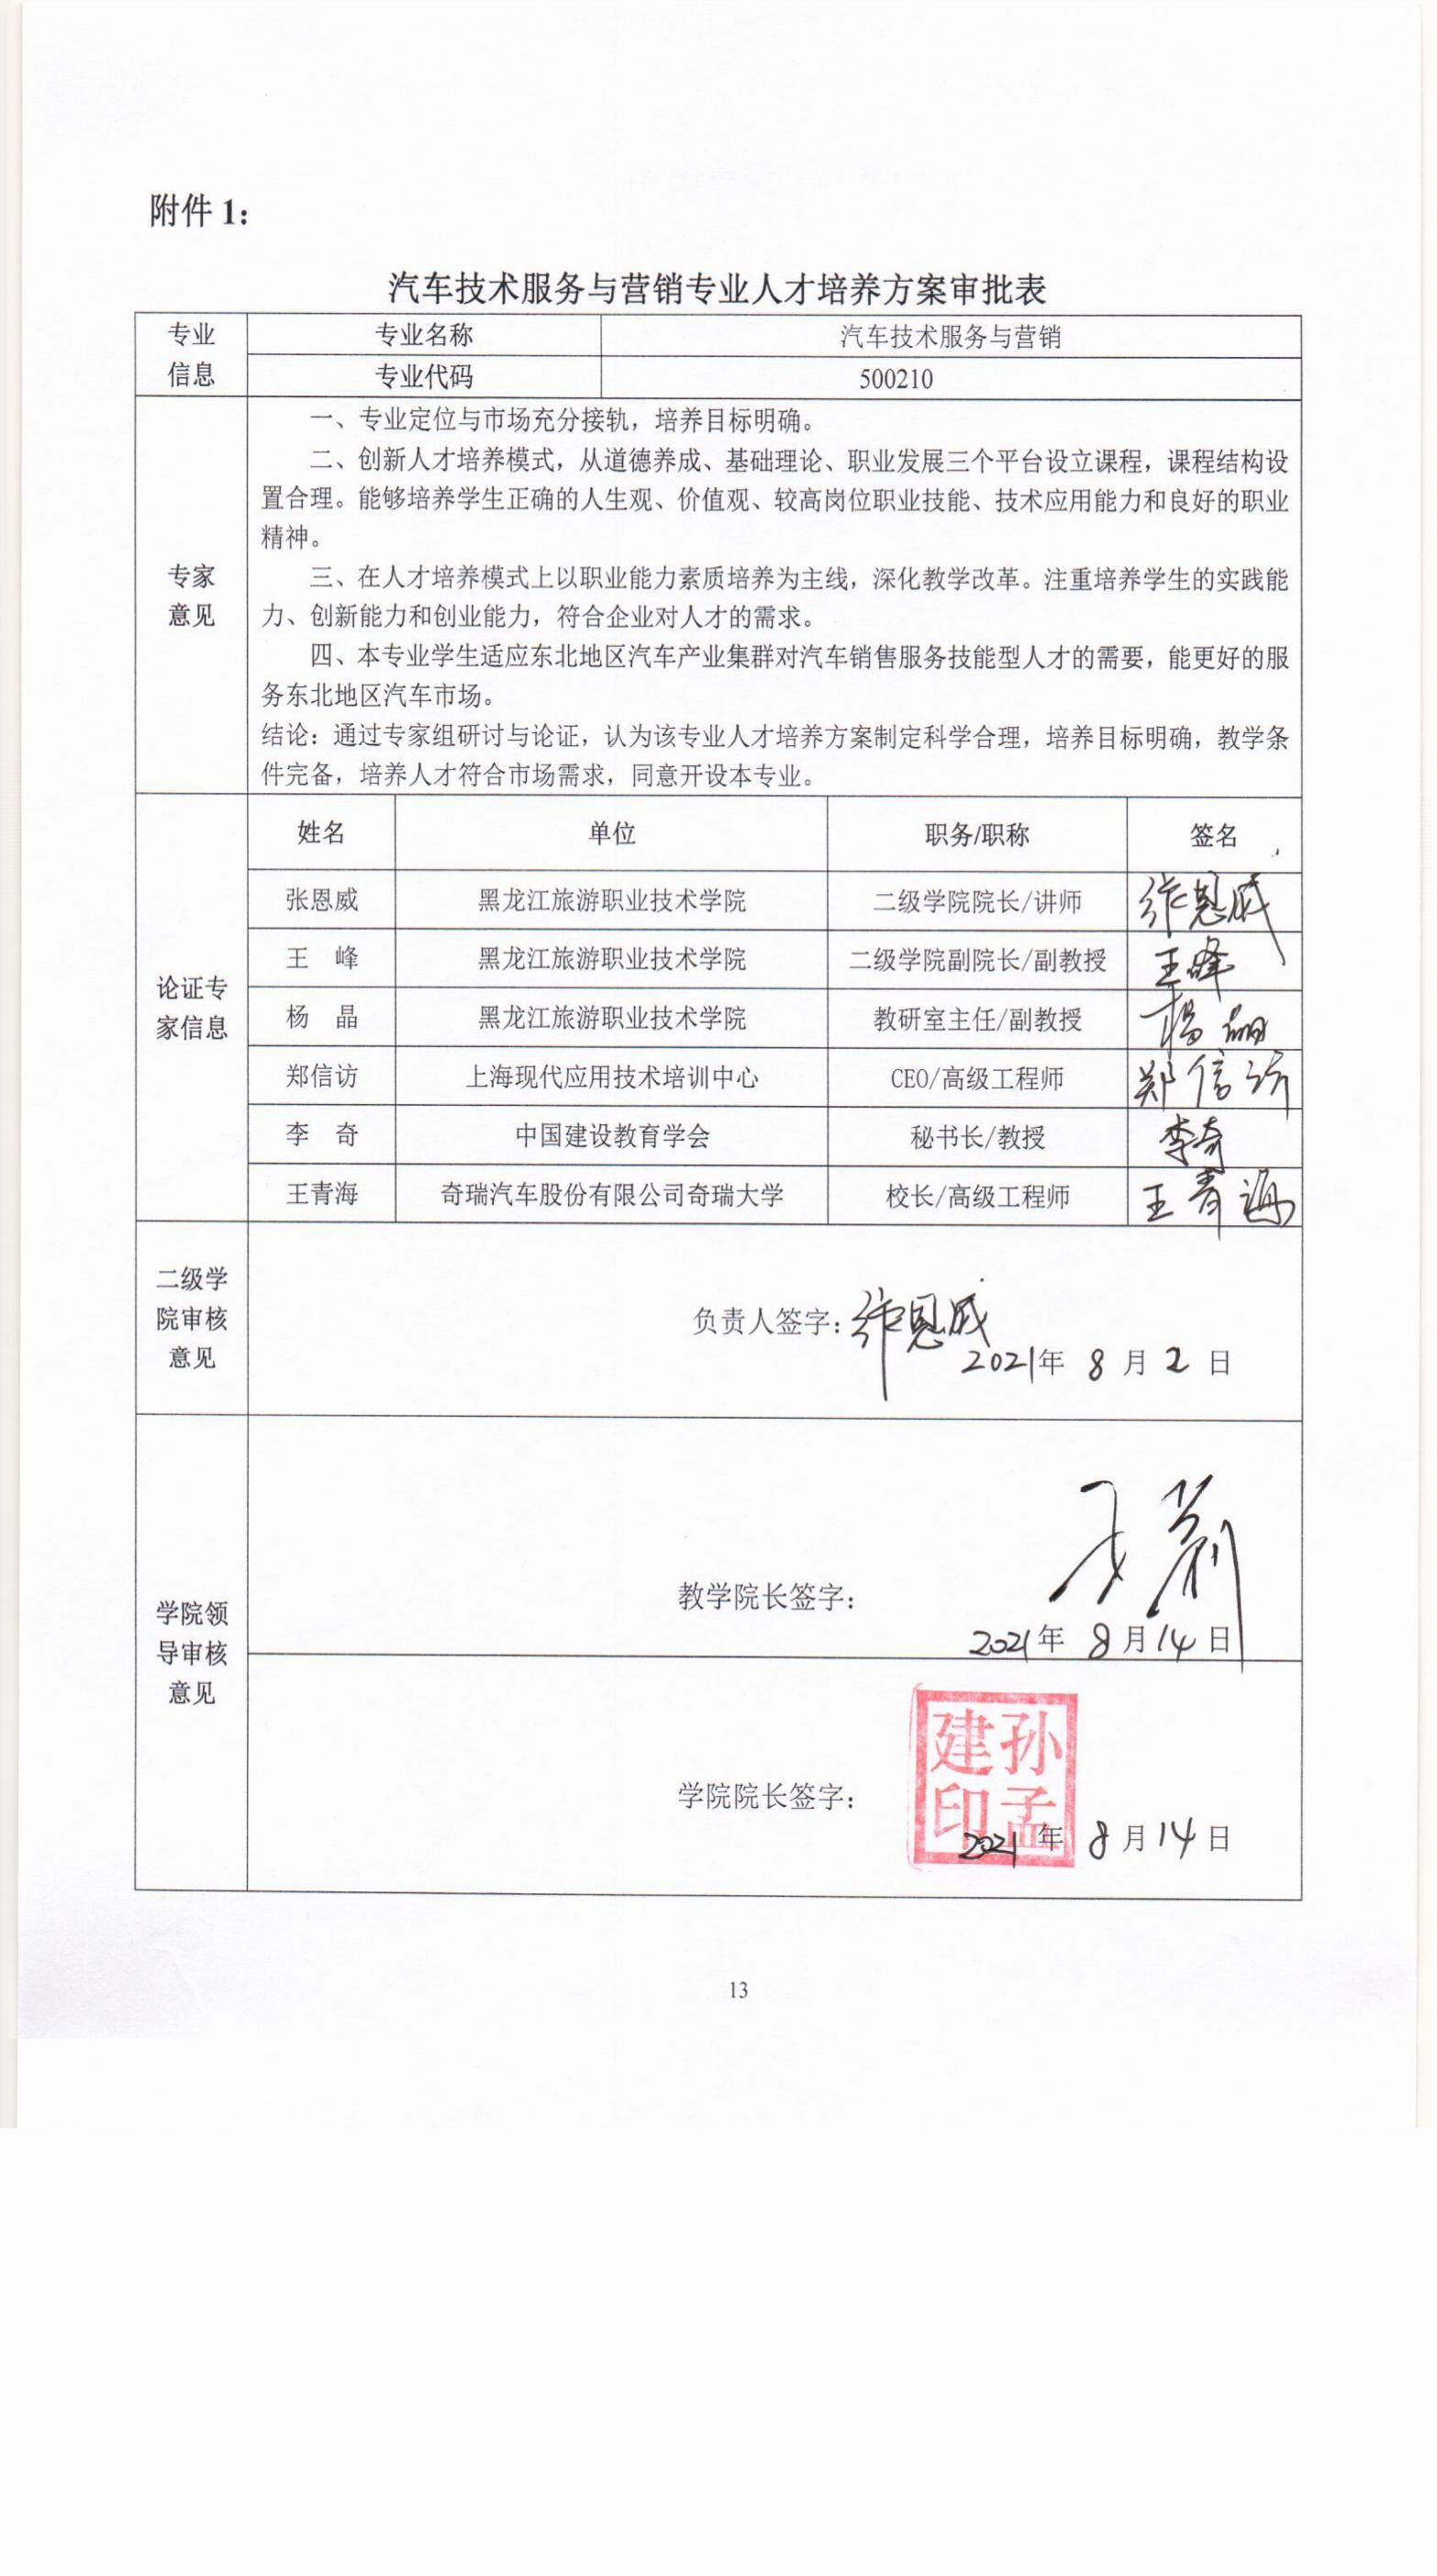 附件 1：
汽车技术服务与营销专业人才培养方案审批表
专业 信息
专业名称 汽车技术服务与营销
专业代码 500210
专家 意见
一、专业定位与市场充分接轨，培养目标明确。
二、创新人才培养模式，从道德养成、基础理论、职业发展三个平台设立课程，课程结构设
置合理。能够培养学生正确的人生观、价值观、较高岗位职业技能、技术应用能力和良好的职业
精神。
三、在人才培养模式上以职业能力素质培养为主线，深化教学改革。注重培养学生的实践能
力、创新能力和创业能力，符合企业对人才的需求。
四、本专业学生适应东北地区汽车产业集群对汽车销售服务技能型人才的需要，能更好的服
务东北地区汽车市场。
结论：通过专家组研讨与论证，认为该专业人才培养方案制定科学合理，培养目标明确，教学条
件完备，培养人才符合市场需求，同意开设本专业。
论证专 家信息
姓名 单位 职务/职称 签名
张恩威 黑龙江旅游职业技术学院 二级学院院长/讲师 张恩威
王 峰 黑龙江旅游职业技术学院 二级学院副院长/副教授 王峰
杨 晶 黑龙江旅游职业技术学院 教研室主任/副教授 杨晶
郑信访 上海现代应用技术培训中心 CEO/高级工程师 郑信访
李 奇 中国建设教育学会 秘书长/教授 李奇
王青海 奇瑞汽车股份有限公司奇瑞大学 校长/高级工程师 王青海
二级学
院审核
意见
负责人签字：张恩威
2021年 8 月 2 日
学院领
导审核
意见
教学院长签字：
2021年 8 月 14 日
学院院长签字：
孙孟建印
2021 年 8 月 14 日
13